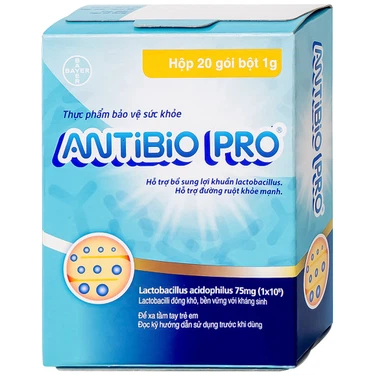 BAYER
Hộp 20 gói bột 1g
Thực phẩm bảo vệ sức khỏe
ANTiBiO PRO®
Hỗ trợ bổ sung lợi khuẩn lactobacillus.
Hỗ trợ đường ruột khỏe mạnh.
Lactobacillus acidophilus 75mg (1x10⁸)
Lactobacilli đông khô, bền vững với kháng sinh
Để xa tầm tay trẻ em
Đọc kỹ hướng dẫn sử dụng trước khi dùng
ANTiBiO PRO